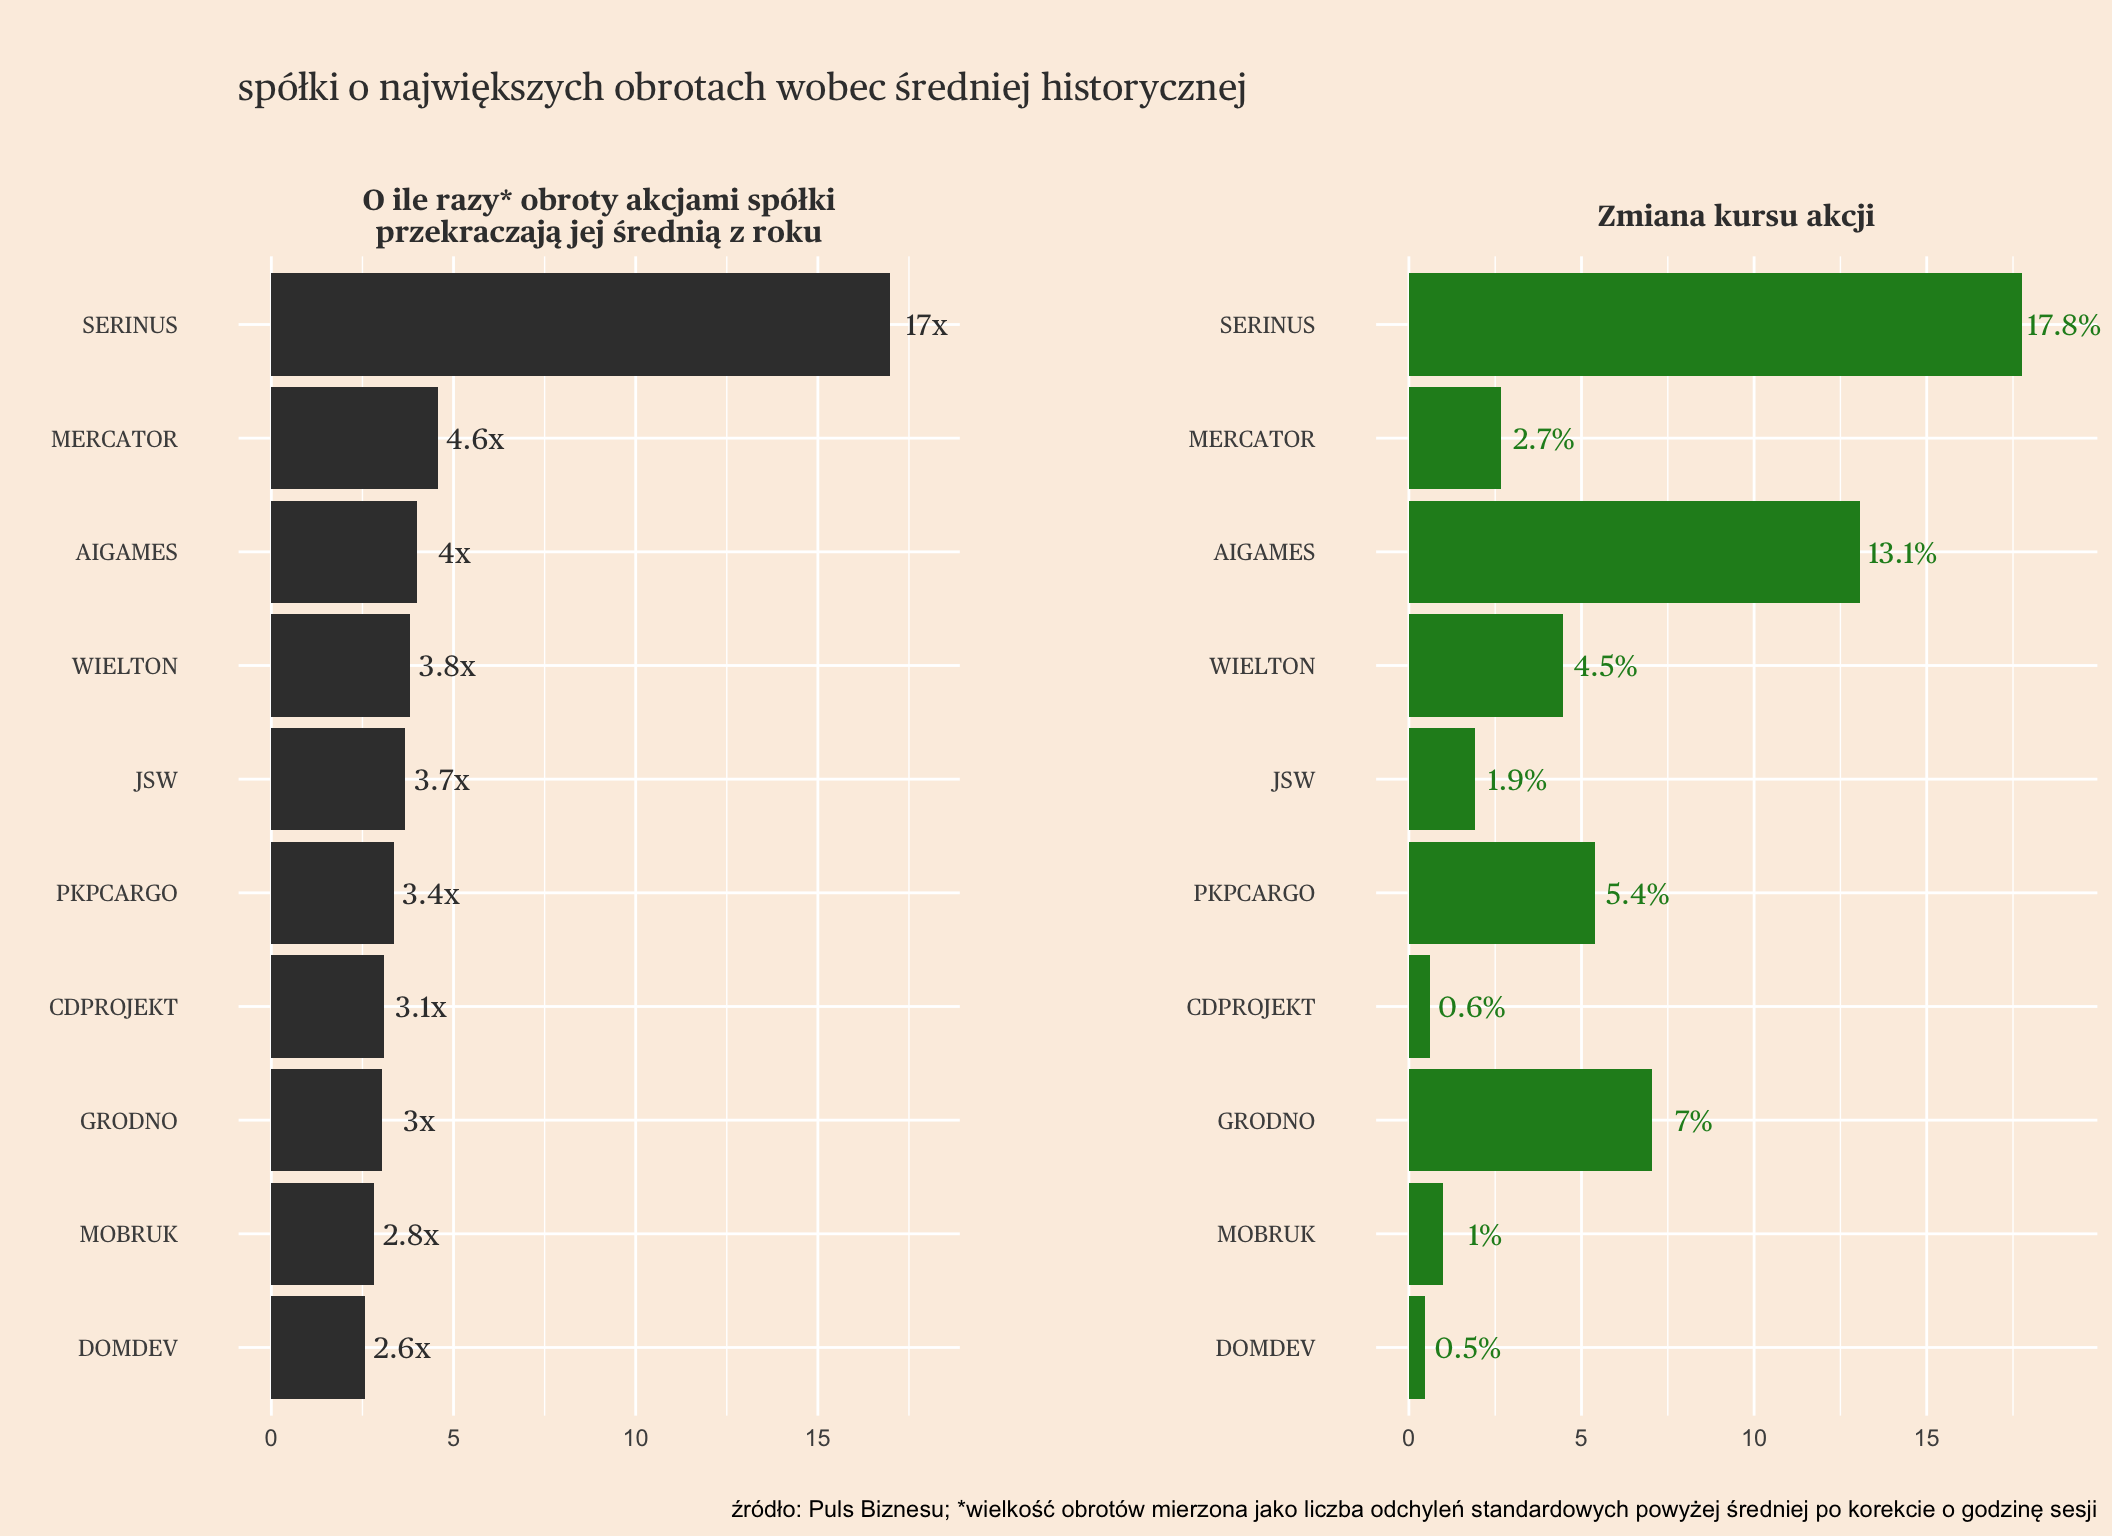 spółki o największych obrotach wobec średniej historycznej
O ile razy* obroty akcjami spółki
przekraczają jej średnią z roku
SERINUS
17x
MERCATOR
4.6x
AIGAMES
4x
WIELTON
3.8x
JSW
3.7x
PKPCARGO
3.4x
CDPROJEKT
3.1x
GRODNO
3x
MOBRUK
2.8x
DOMDEV
2.6x
0 5 10 15
Zmiana kursu akcji
SERINUS
17.8%
MERCATOR
2.7%
AIGAMES
13.1%
WIELTON
4.5%
JSW
1.9%
PKPCARGO
5.4%
CDPROJEKT
0.6%
GRODNO
7%
MOBRUK
1%
DOMDEV
0.5%
0 5 10 15
źródło: Puls Biznesu; *wielkość obrotów mierzona jako liczba odchyleń standardowych powyżej średniej po korekcie o godzinę sesji